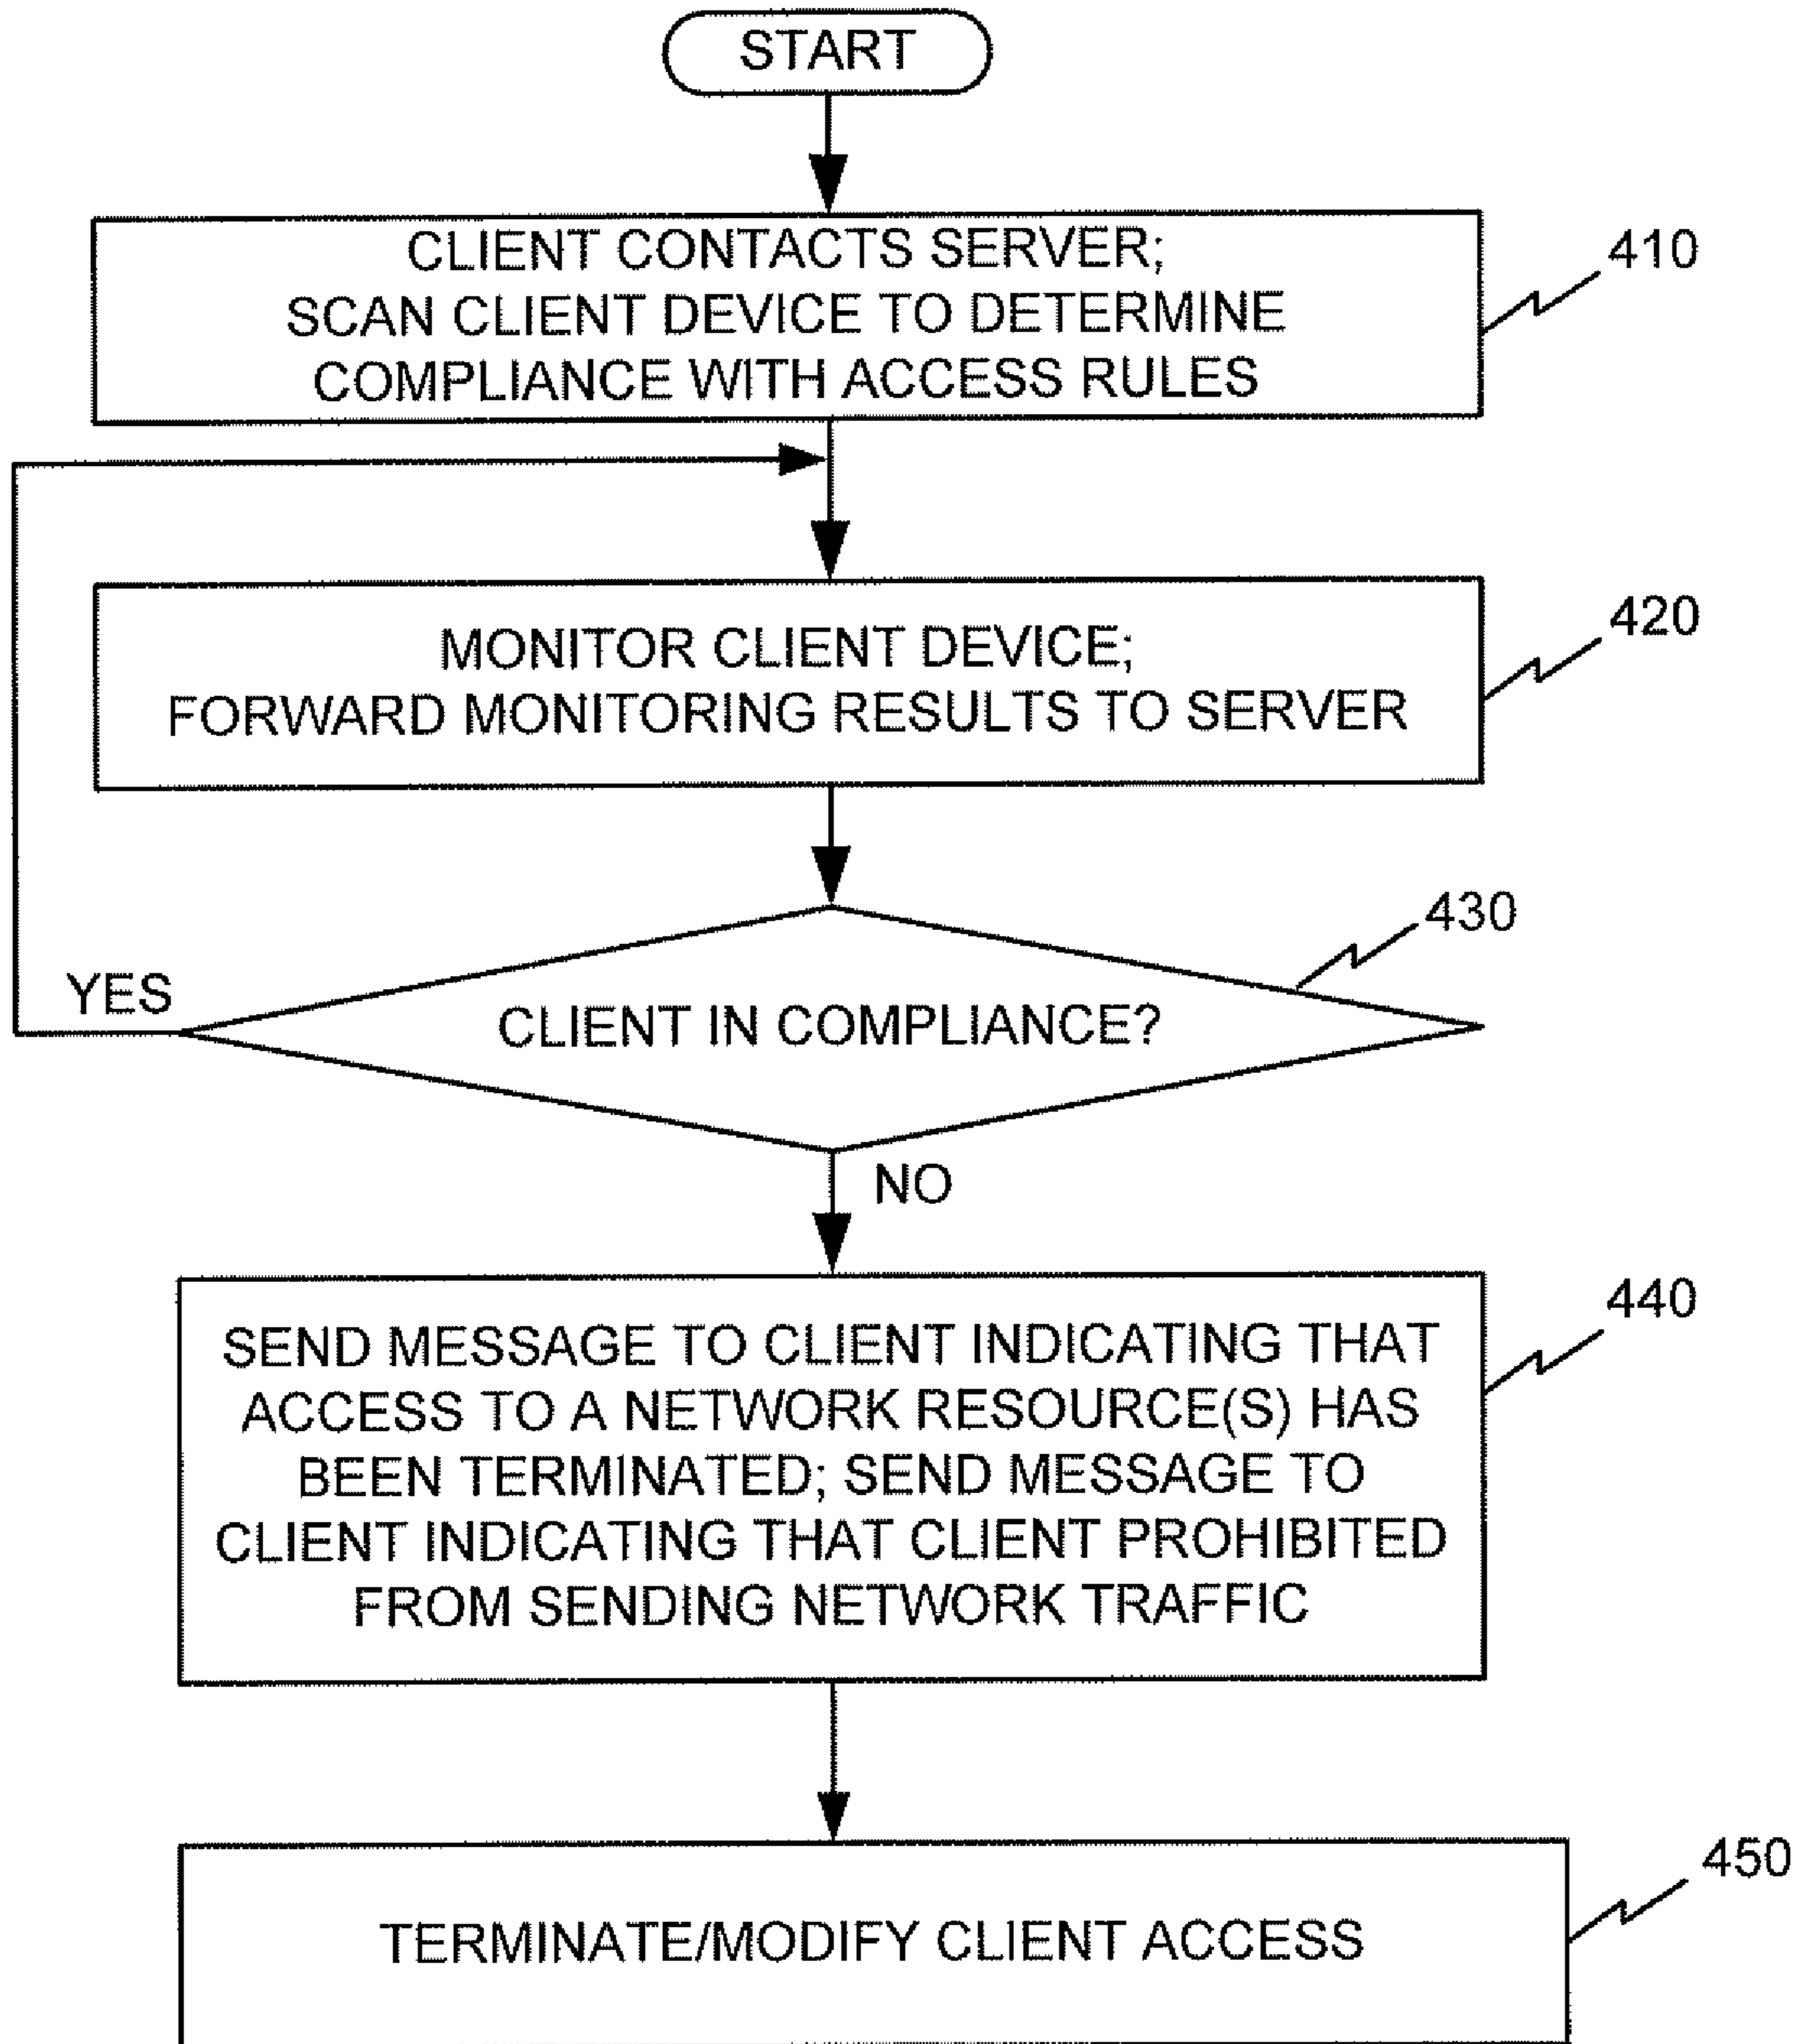 START
CLIENT CONTACTS SERVER;
SCAN CLIENT DEVICE TO DETERMINE
COMPLIANCE WITH ACCESS RULES
410
MONITOR CLIENT DEVICE;
FORWARD MONITORING RESULTS TO SERVER
420
430
YES
CLIENT IN COMPLIANCE?
NO
440
SEND MESSAGE TO CLIENT INDICATING THAT
ACCESS TO A NETWORK RESOURCE(S) HAS
BEEN TERMINATED; SEND MESSAGE TO
CLIENT INDICATING THAT CLIENT PROHIBITED
FROM SENDING NETWORK TRAFFIC
450
TERMINATE/MODIFY CLIENT ACCESS